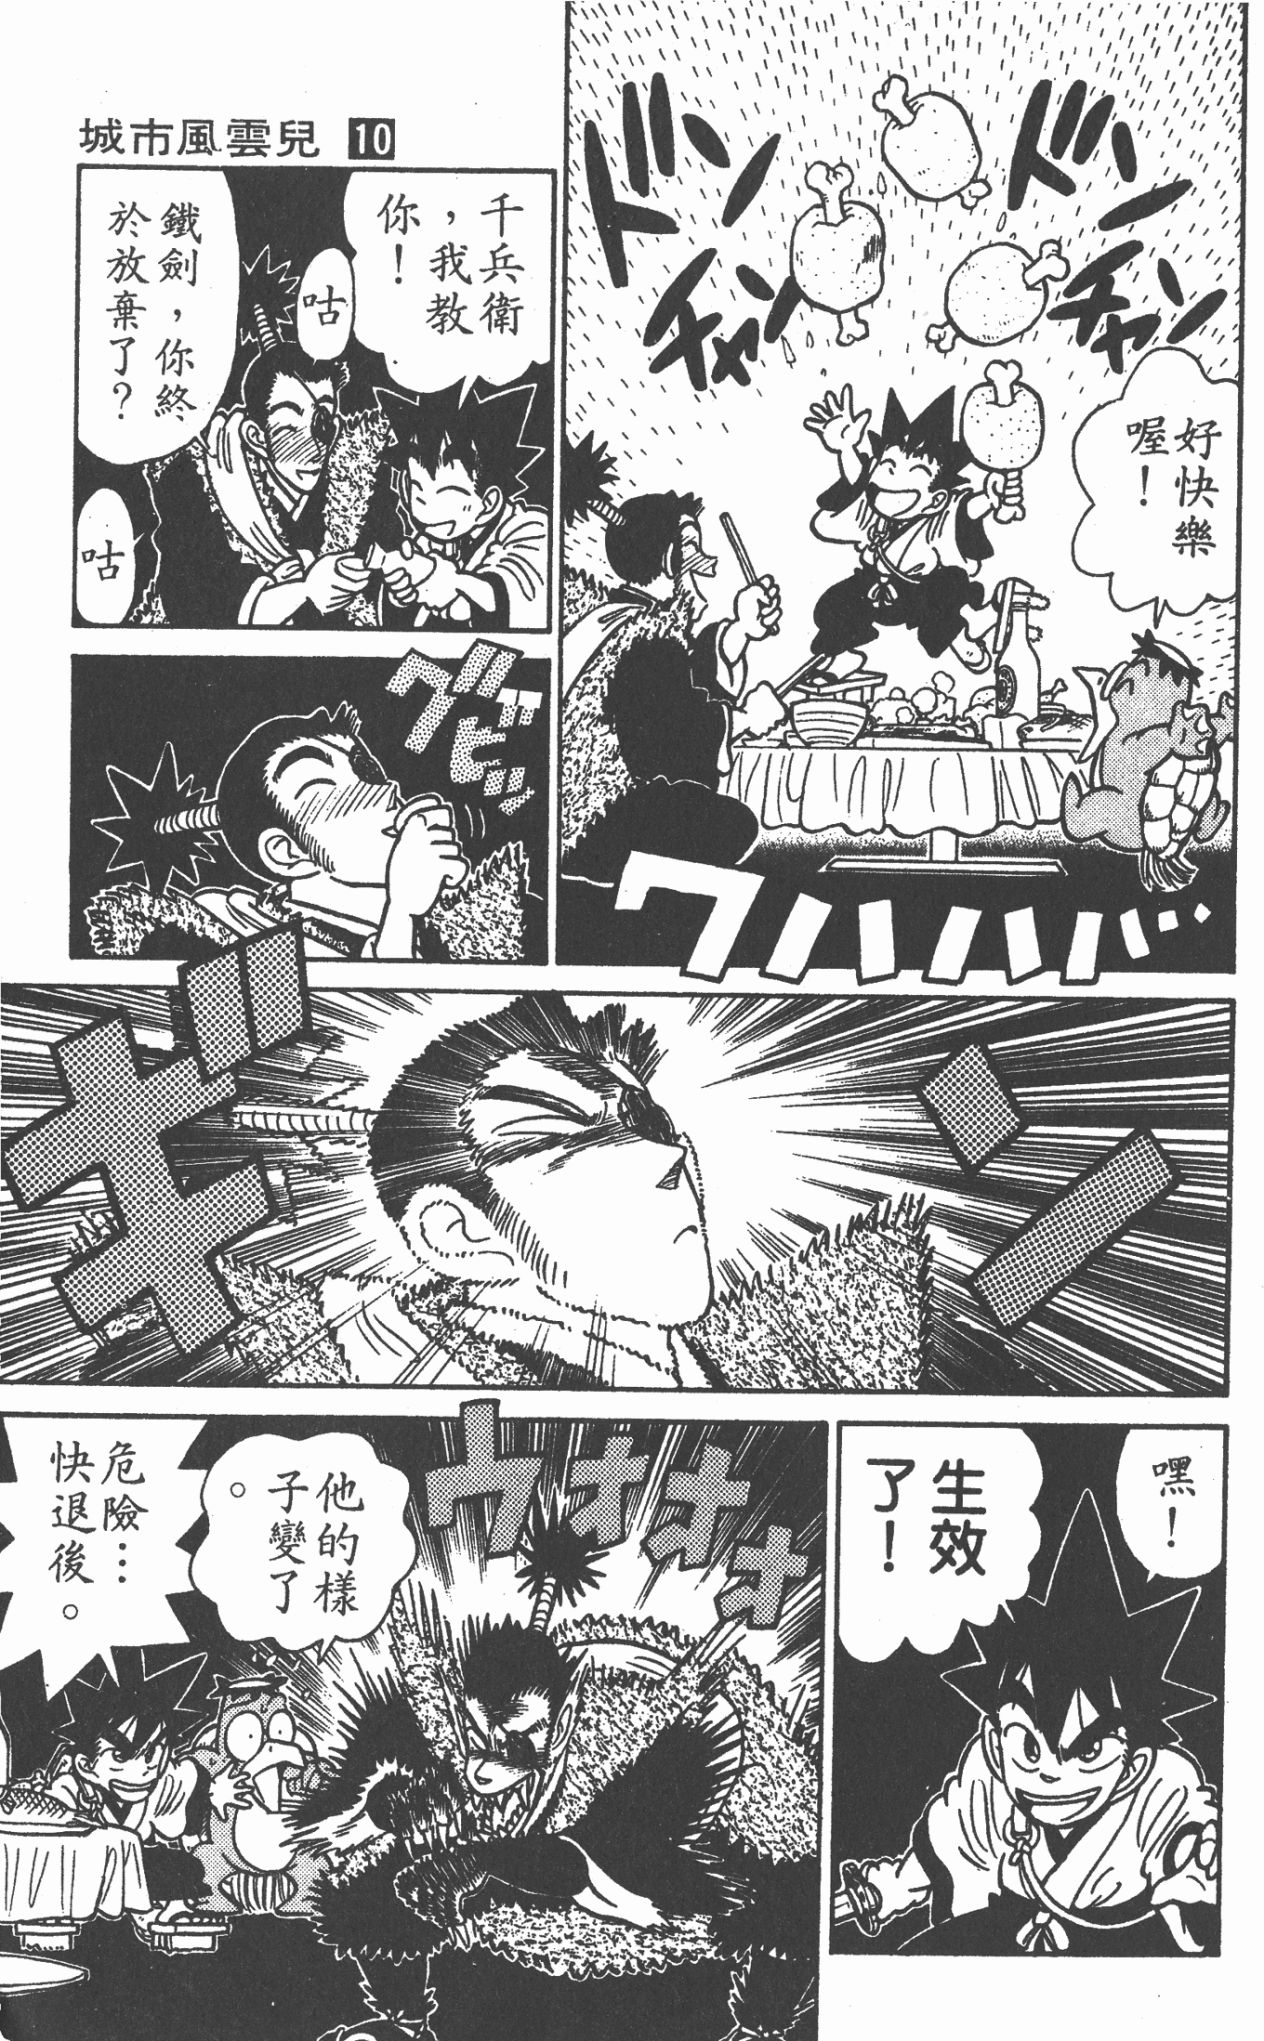 城市風雲兒 10
ドンチャン
ドンチャン
好快樂
喔！
ワハハハハ
千兵衛
，我教
你！
咕
鐵劍，你終
於放棄了？
咕
グビグビッ
ギン
嘿！
生效
了！
ウオオオ
他的樣
子變了
。
危險…
快退後。